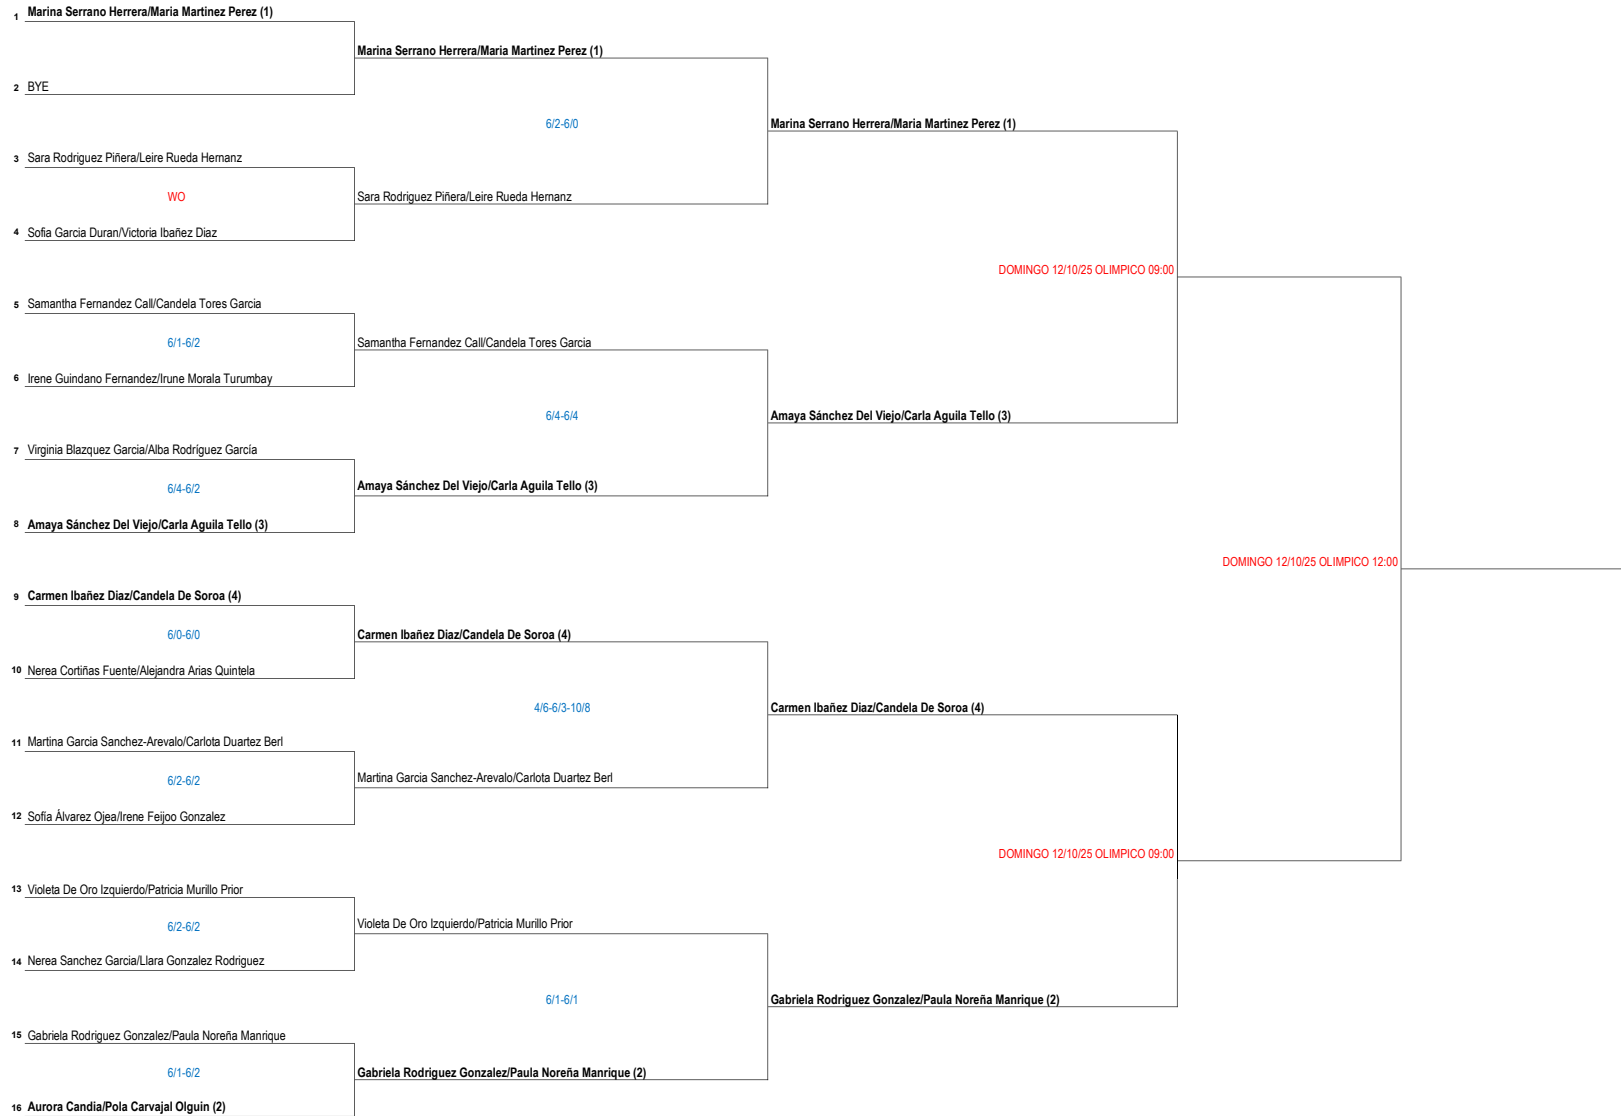 1 Marina Serrano Herrera/Maria Martinez Perez (1)
Marina Serrano Herrera/Maria Martinez Perez (1)
2 BYE
6/2-6/0
Marina Serrano Herrera/Maria Martinez Perez (1)
3 Sara Rodriguez Piñera/Leire Rueda Hernanz
WO
Sara Rodriguez Piñera/Leire Rueda Hernanz
4 Sofia Garcia Duran/Victoria Ibañez Diaz
DOMINGO 12/10/25 OLIMPICO 09:00
5 Samantha Fernandez Call/Candela Tores Garcia
6/1-6/2
Samantha Fernandez Call/Candela Tores Garcia
6 Irene Guindano Fernandez/Irune Morala Turumbay
6/4-6/4
Amaya Sánchez Del Viejo/Carla Aguila Tello (3)
7 Virginia Blazquez Garcia/Alba Rodríguez García
6/4-6/2
Amaya Sánchez Del Viejo/Carla Aguila Tello (3)
8 Amaya Sánchez Del Viejo/Carla Aguila Tello (3)
DOMINGO 12/10/25 OLIMPICO 12:00
9 Carmen Ibañez Diaz/Candela De Soroa (4)
6/0-6/0
Carmen Ibañez Diaz/Candela De Soroa (4)
10 Nerea Cortiñas Fuente/Alejandra Arias Quintela
4/6-6/3-10/8
Carmen Ibañez Diaz/Candela De Soroa (4)
11 Martina Garcia Sanchez-Arevalo/Carlota Duartez Berl
6/2-6/2
Martina Garcia Sanchez-Arevalo/Carlota Duartez Berl
12 Sofía Álvarez Ojea/Irene Feijoo Gonzalez
DOMINGO 12/10/25 OLIMPICO 09:00
13 Violeta De Oro Izquierdo/Patricia Murillo Prior
6/2-6/2
Violeta De Oro Izquierdo/Patricia Murillo Prior
14 Nerea Sanchez Garcia/Llara Gonzalez Rodriguez
6/1-6/1
Gabriela Rodriguez Gonzalez/Paula Noreña Manrique (2)
15 Gabriela Rodriguez Gonzalez/Paula Noreña Manrique
6/1-6/2
Gabriela Rodriguez Gonzalez/Paula Noreña Manrique (2)
16 Aurora Candia/Pola Carvajal Olguin (2)